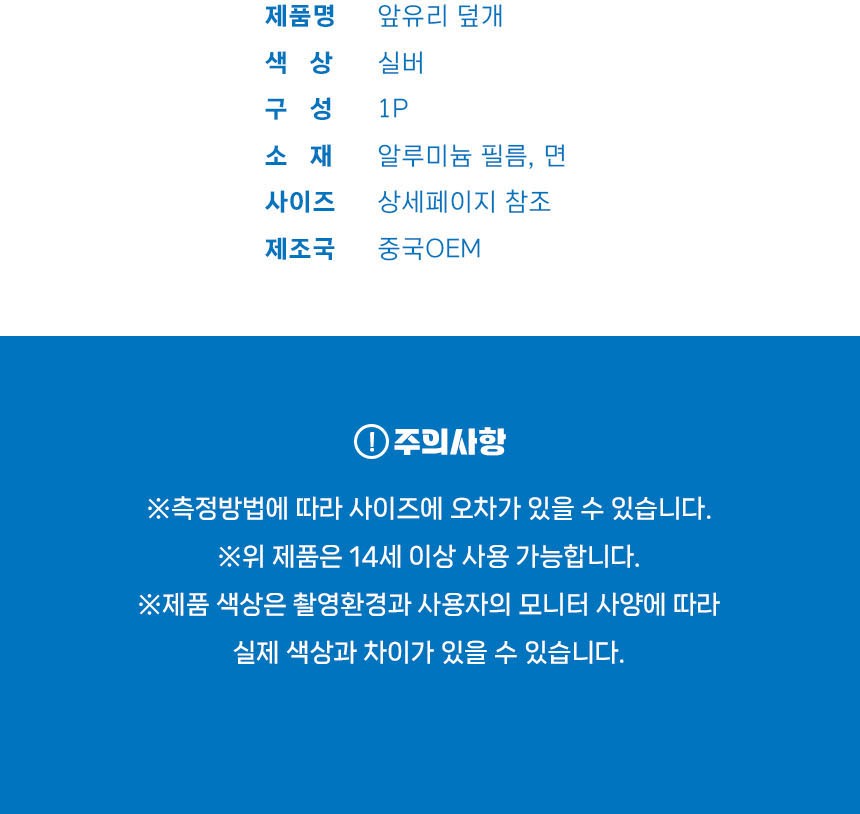 제품명 앞유리 덮개
색 상 실버
구 성 1P
소 재 알루미늄 필름, 면
사이즈 상세페이지 참조
제조국 중국OEM
! 주의사항
※측정방법에 따라 사이즈에 오차가 있을 수 있습니다.
※위 제품은 14세 이상 사용 가능합니다.
※제품 색상은 촬영환경과 사용자의 모니터 사양에 따라
실제 색상과 차이가 있을 수 있습니다.